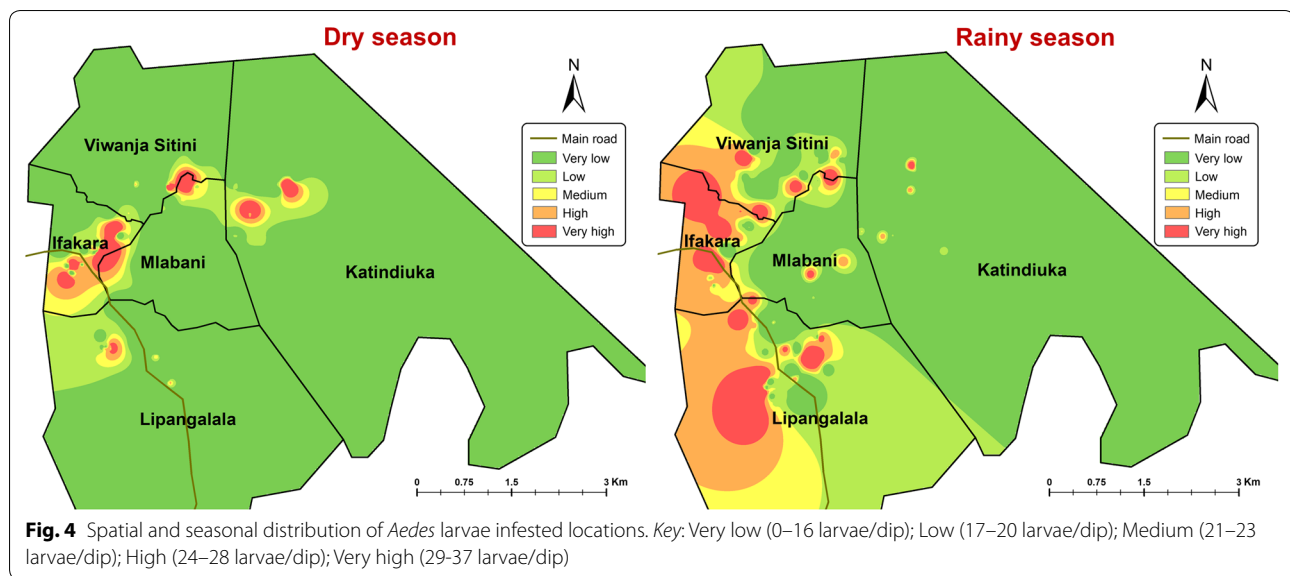 Dry season
N
Main road
Very low
Low
Medium
High
Very high
Viwanja Sitini
Ifakara
Mlabani
Katindiuka
Lipangalala
0 0.75 1.5 3 Km
Rainy season
N
Main road
Very low
Low
Medium
High
Very high
Viwanja Sitini
Ifakara
Mlabani
Katindiuka
Lipangalala
0 0.75 1.5 3 Km
Fig. 4 Spatial and seasonal distribution of Aedes larvae infested locations. Key: Very low (0–16 larvae/dip); Low (17–20 larvae/dip); Medium (21–23
larvae/dip); High (24–28 larvae/dip); Very high (29-37 larvae/dip)